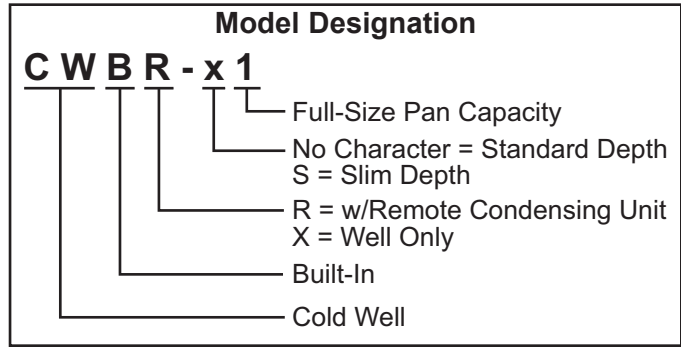 Model Designation
C W B R - x 1
Full-Size Pan Capacity
No Character = Standard Depth
S = Slim Depth
R = w/Remote Condensing Unit
X = Well Only
Built-In
Cold Well